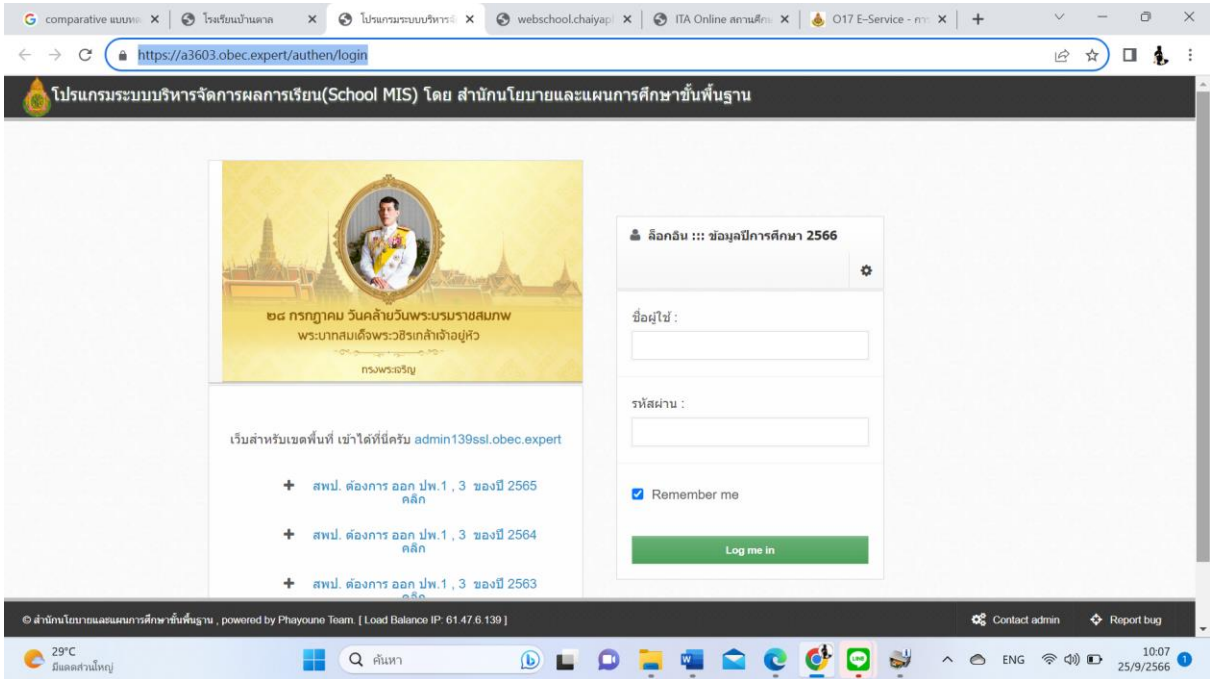 comparative แบบทด
โรงเรียนบ้านตาล
โปรแกรมระบบบริหารจั
webschool.chaiyapl
ITA Online สถานศึกษ
O17 E–Service - กา
https://a3603.obec.expert/authen/login
โปรแกรมระบบบริหารจัดการผลการเรียน(School MIS) โดย สำนักนโยบายและแผนการศึกษาขั้นพื้นฐาน
๒๘ กรกฎาคม วันคล้ายวันพระบรมราชสมภพ
พระบาทสมเด็จพระวชิรเกล้าเจ้าอยู่หัว
ทรงพระเจริญ
เว็บสำหรับเขตพื้นที่ เข้าได้ที่นี่ครับ admin139ssl.obec.expert
สพป. ต้องการ ออก ปพ.1 , 3 ของปี 2565
คลิก
สพป. ต้องการ ออก ปพ.1 , 3 ของปี 2564
คลิก
สพป. ต้องการ ออก ปพ.1 , 3 ของปี 2563
คลิก
ล็อกอิน ::: ข้อมูลปีการศึกษา 2566
ชื่อผู้ใช้ :
รหัสผ่าน :
Remember me
Log me in
© สำนักนโยบายและแผนการศึกษาขั้นพื้นฐาน , powered by Phayoune Team. [ Load Balance IP: 61.47.6.139 ]
Contact admin
Report bug
29°C
มีแดดส่วนใหญ่
ค้นหา
ENG
10:07
25/9/2566
1